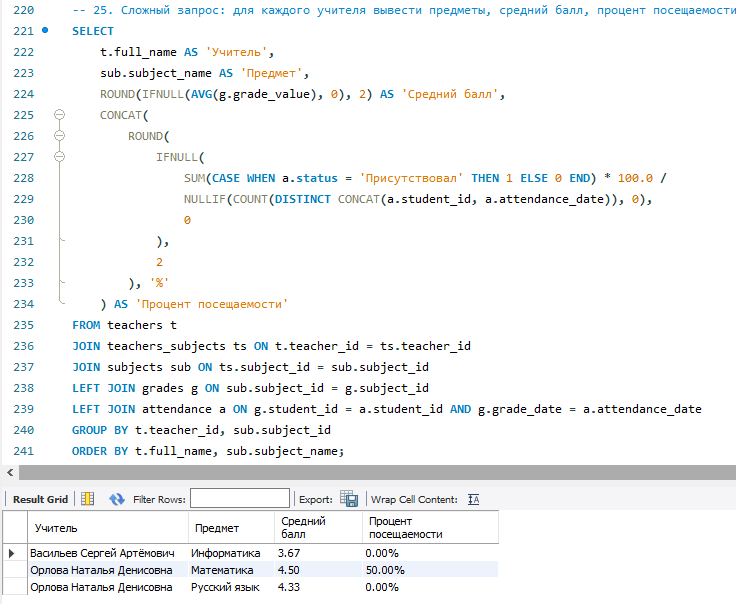 220 -- 25. Сложный запрос: для каждого учителя вывести предметы, средний балл, процент посещаемости
221 SELECT
222 t.full_name AS 'Учитель',
223 sub.subject_name AS 'Предмет',
224 ROUND(IFNULL(AVG(g.grade_value), 0), 2) AS 'Средний балл',
225 CONCAT(
226 ROUND(
227 IFNULL(
228 SUM(CASE WHEN a.status = 'Присутствовал' THEN 1 ELSE 0 END) * 100.0 /
229 NULLIF(COUNT(DISTINCT CONCAT(a.student_id, a.attendance_date)), 0),
230 0
231 ),
232 2
233 ), '%'
234 ) AS 'Процент посещаемости'
235 FROM teachers t
236 JOIN teachers_subjects ts ON t.teacher_id = ts.teacher_id
237 JOIN subjects sub ON ts.subject_id = sub.subject_id
238 LEFT JOIN grades g ON sub.subject_id = g.subject_id
239 LEFT JOIN attendance a ON g.student_id = a.student_id AND g.grade_date = a.attendance_date
240 GROUP BY t.teacher_id, sub.subject_id
241 ORDER BY t.full_name, sub.subject_name;
Result Grid Filter Rows: Export: Wrap Cell Content:
Учитель Предмет Средний балл Процент посещаемости
Васильев Сергей Артёмович Информатика 3.67 0.00%
Орлова Наталья Денисовна Математика 4.50 50.00%
Орлова Наталья Денисовна Русский язык 4.33 0.00%